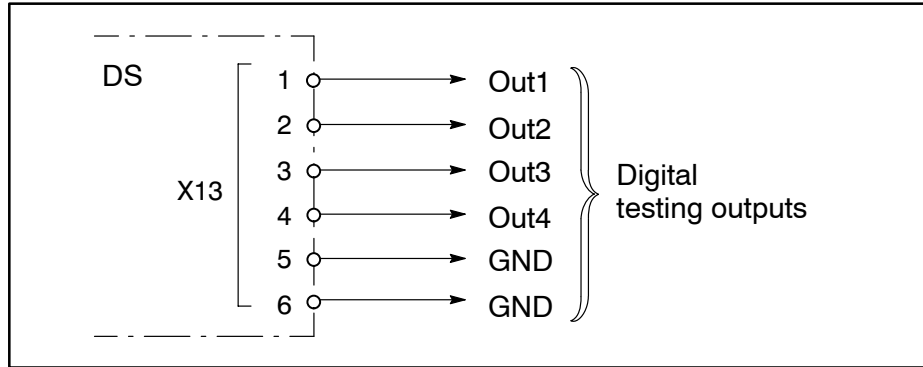 DS
X13
1 Out1
2 Out2
3 Out3
4 Out4
5 GND
6 GND
Digital
testing outputs